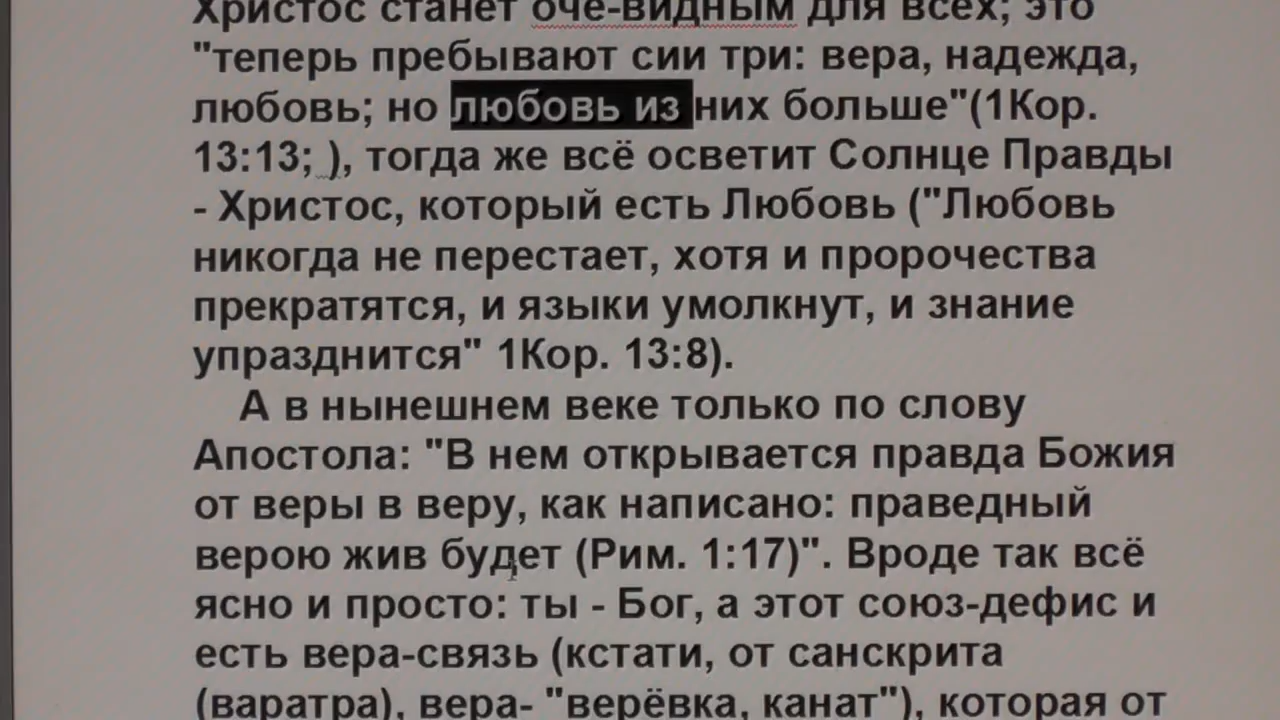 Христос станет оче-видным для всех; это
"теперь пребывают сии три: вера, надежда,
любовь; но любовь из них больше"(1Кор.
13:13; ), тогда же всё осветит Солнце Правды
- Христос, который есть Любовь ("Любовь
никогда не перестает, хотя и пророчества
прекратятся, и языки умолкнут, и знание
упразднится" 1Кор. 13:8).
А в нынешнем веке только по слову
Апостола: "В нем открывается правда Божия
от веры в веру, как написано: праведный
верою жив будет (Рим. 1:17)". Вроде так всё
ясно и просто: ты - Бог, а этот союз-дефис и
есть вера-связь (кстати, от санскрита
(варатра), вера- "верёвка, канат"), которая от